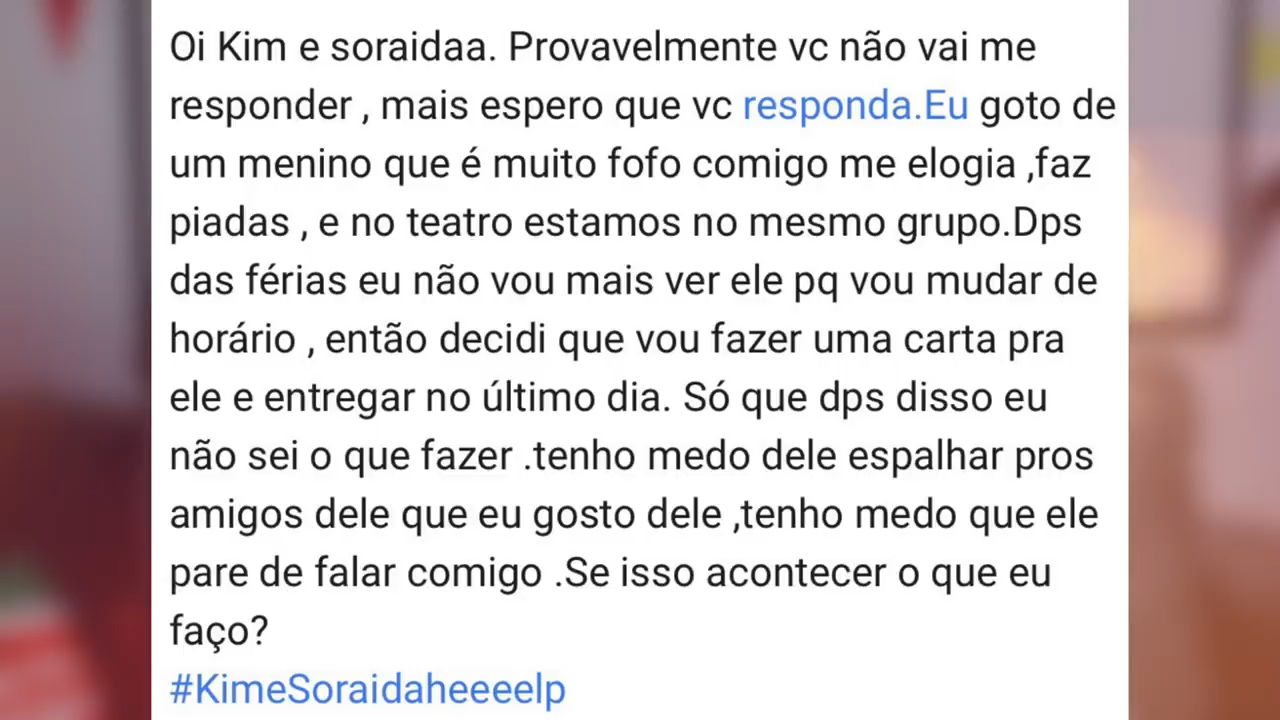 Oi Kim e soraidaa. Provavelmente vc não vai me
responder , mais espero que vc responda.Eu goto de
um menino que é muito fofo comigo me elogia ,faz
piadas , e no teatro estamos no mesmo grupo.Dps
das férias eu não vou mais ver ele pq vou mudar de
horário , então decidi que vou fazer uma carta pra
ele e entregar no último dia. Só que dps disso eu
não sei o que fazer .tenho medo dele espalhar pros
amigos dele que eu gosto dele ,tenho medo que ele
pare de falar comigo .Se isso acontecer o que eu
faço?
#KimeSoraidaheeeelp